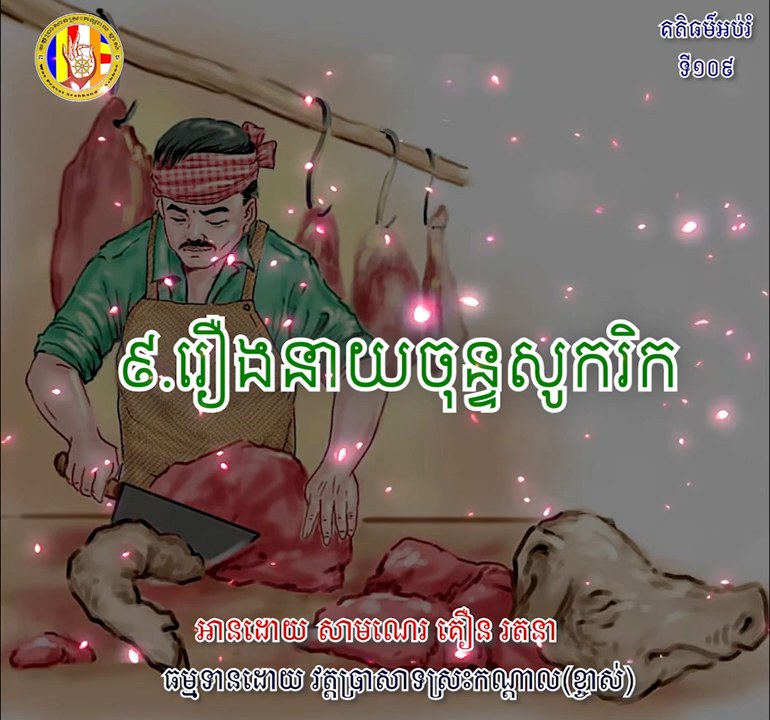 គតិធម៌អប់រំ
ទី១០៩
៩.រឿងនាយចុន្ទសូករិក
អានដោយ សាមណេរ គឿន រតនា
ធម្មទានដោយ វត្តប្រាសាទស្រះកណ្ដាល(ខ្ចាស់)